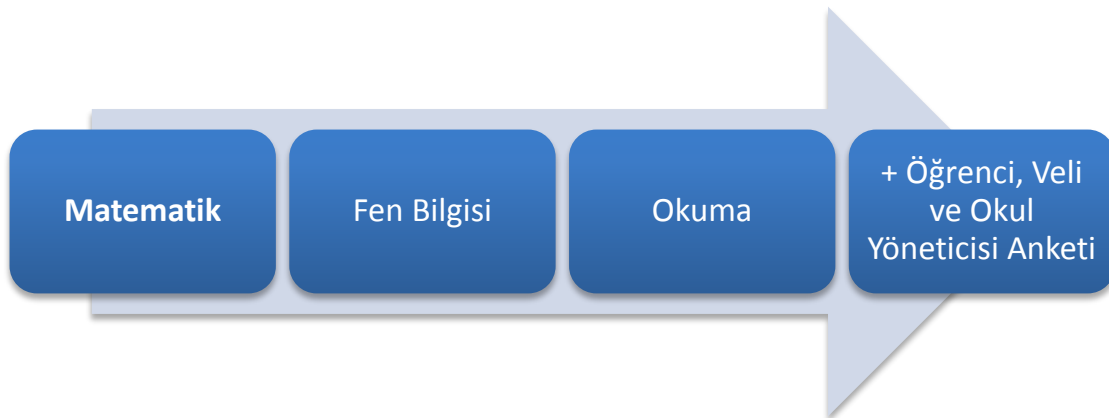 Matematik
Fen Bilgisi
Okuma
+ Öğrenci, Veli
ve Okul
Yöneticisi Anketi